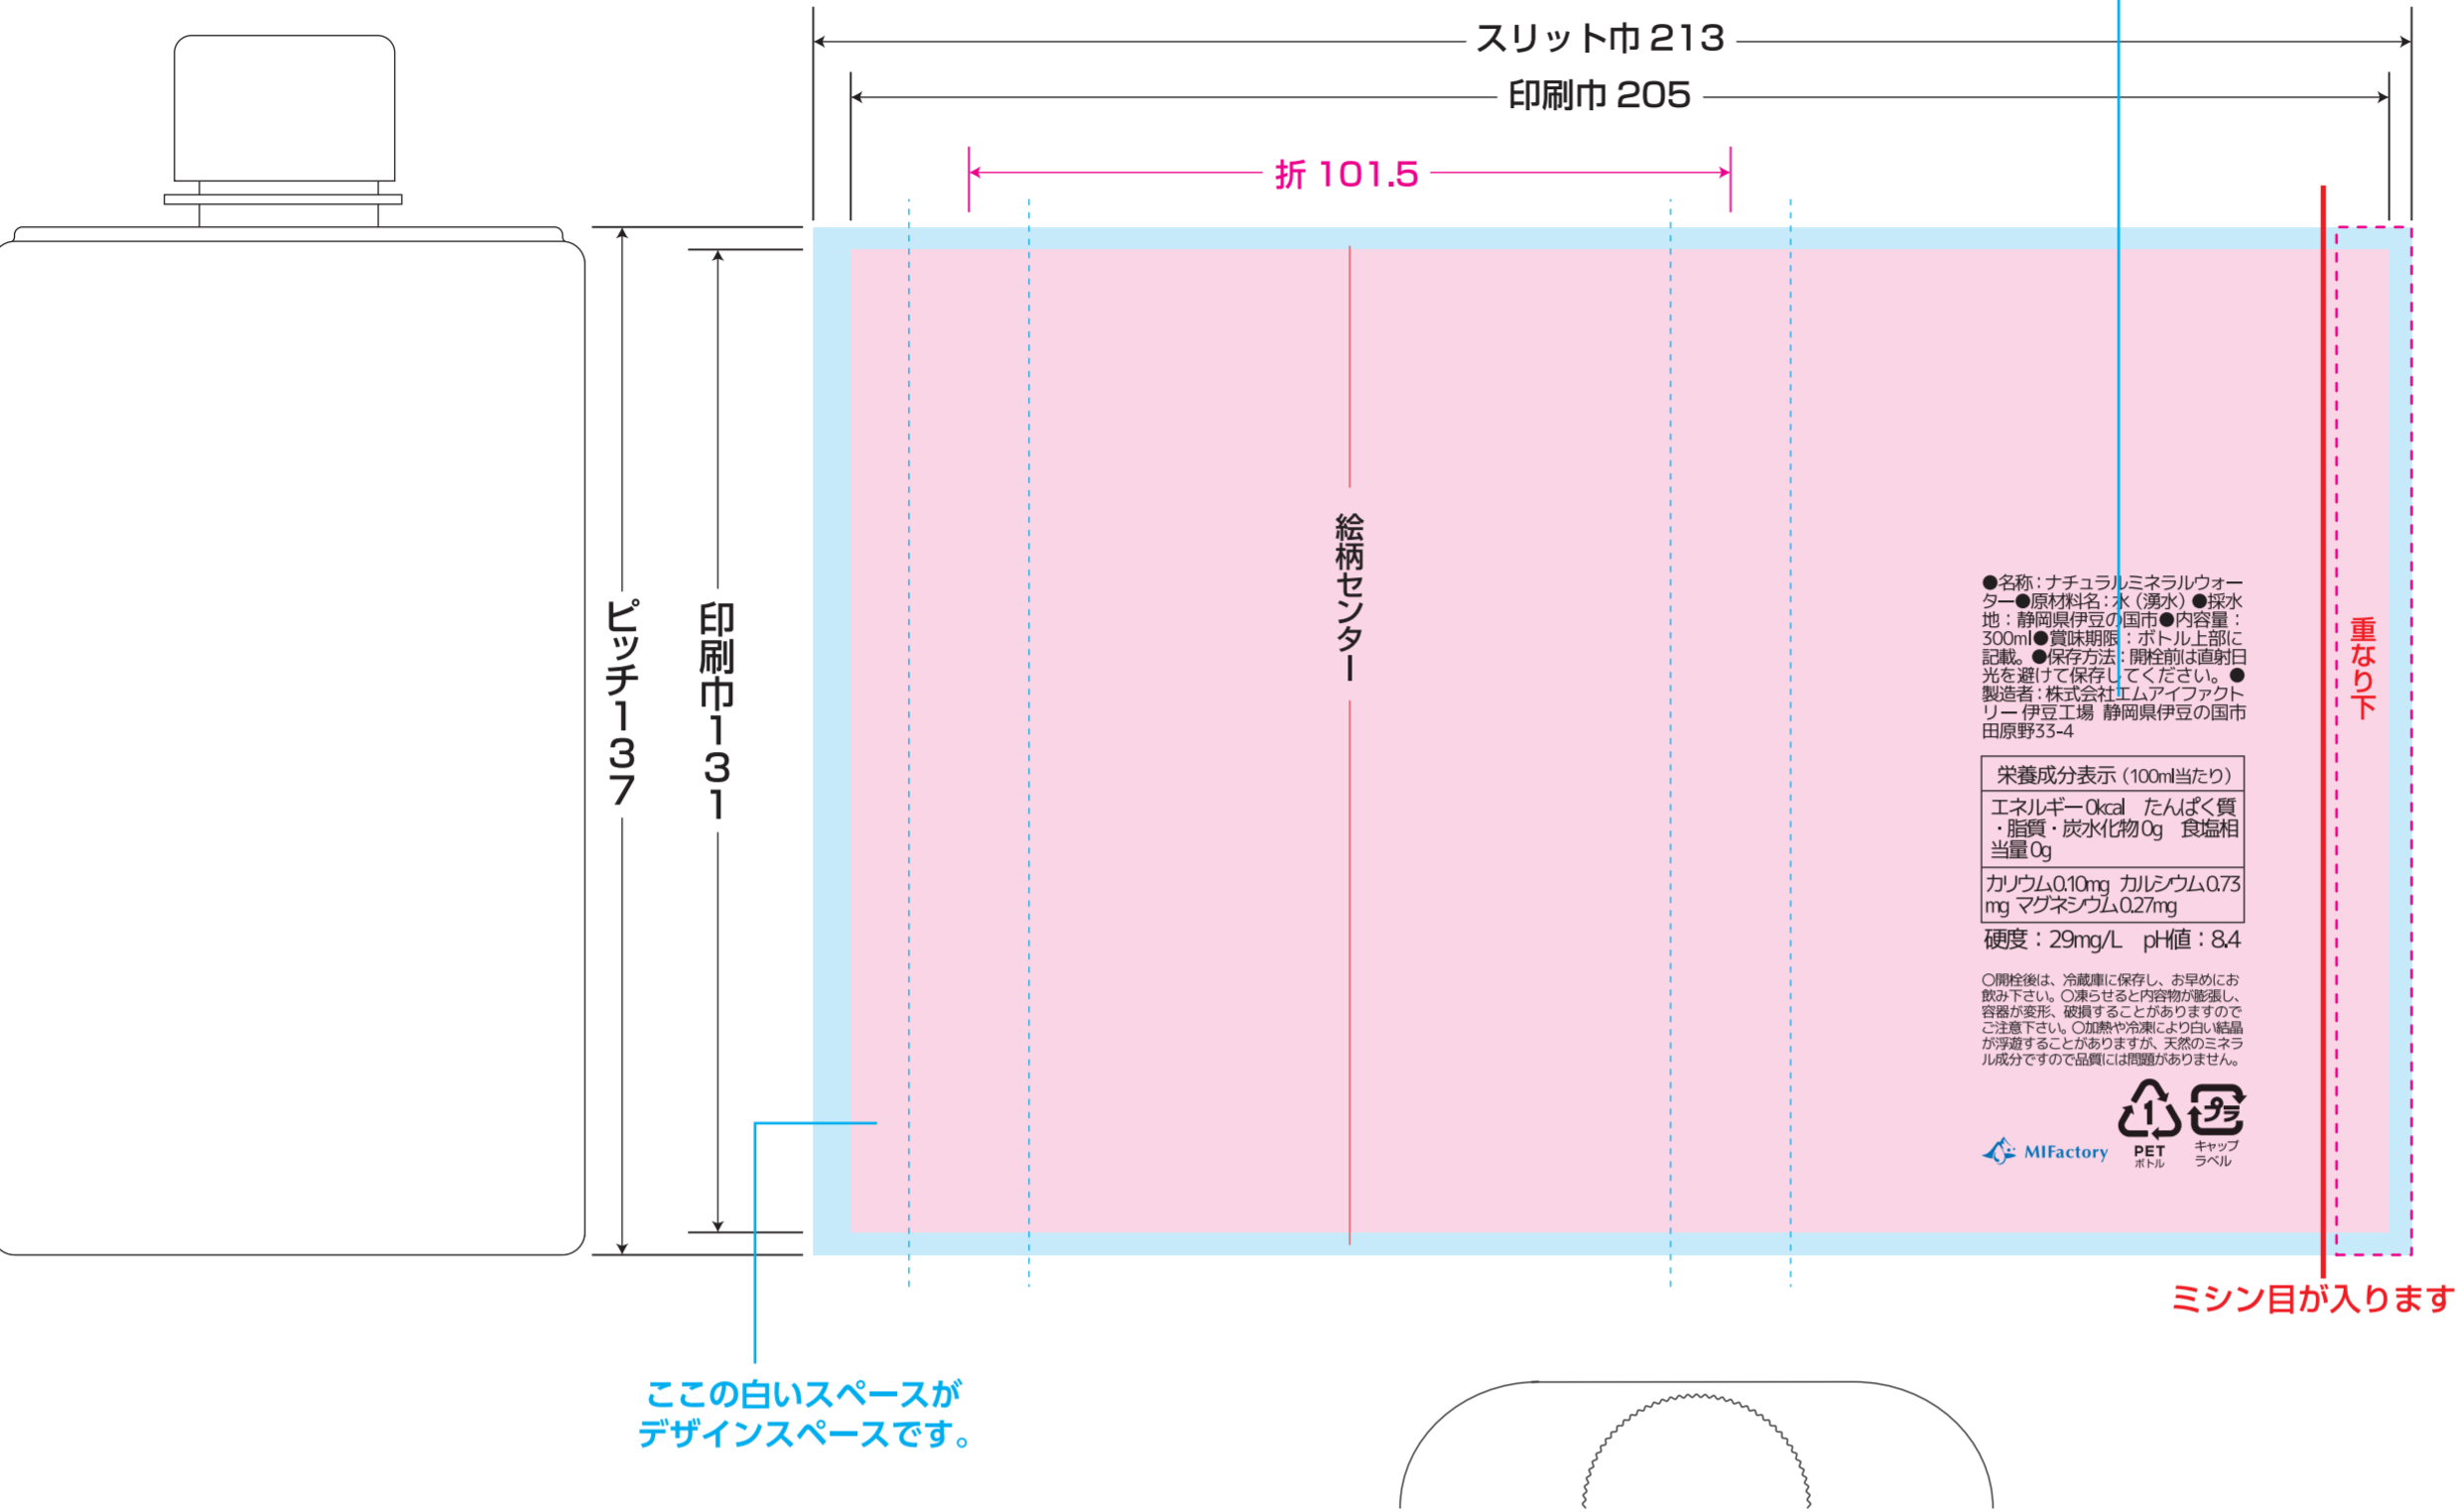 スリット巾 213
印刷巾 205
折 101.5
ピッチ137
印刷巾131
絵柄センター
●名称：ナチュラルミネラルウォー
ター●原材料名：水（湧水）●採水
地：静岡県伊豆の国市●内容量：
300ml●賞味期限：ボトル上部に
記載。●保存方法：開栓前は直射日
光を避けて保存してください。●
製造者：株式会社エムアイファクト
リー 伊豆工場 静岡県伊豆の国市
田原野33-4
栄養成分表示（100ml当たり）
エネルギー0kcal　たんぱく質
・脂質・炭水化物0g　食塩相
当量0g
カリウム0.10mg カルシウム0.73
mg マグネシウム0.27mg
硬度：29mg/L　pH値：8.4
〇開栓後は、冷蔵庫に保存し、お早めにお
飲み下さい。〇凍らせると内容物が膨張し、
容器が変形、破損することがありますので
ご注意下さい。〇加熱や冷凍により白い結晶
が浮遊することがありますが、天然のミネラ
ル成分ですので品質には問題がありません。
MIFactory
1
PET
ボトル
プラ
キャップ
ラベル
重なり下
ミシン目が入ります
ここの白いスペースが
デザインスペースです。